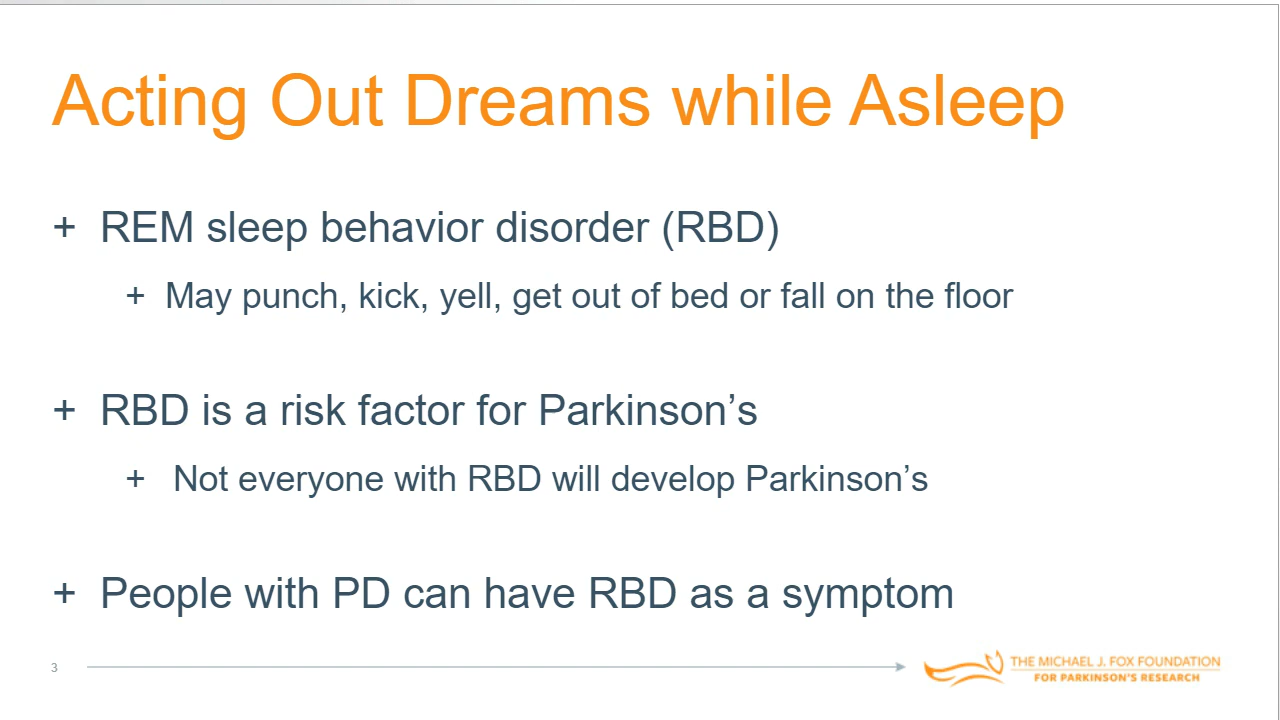 Acting Out Dreams while Asleep
+ REM sleep behavior disorder (RBD)
+ May punch, kick, yell, get out of bed or fall on the floor
+ RBD is a risk factor for Parkinson’s
+ Not everyone with RBD will develop Parkinson’s
+ People with PD can have RBD as a symptom
3
THE MICHAEL J. FOX FOUNDATION
FOR PARKINSON'S RESEARCH